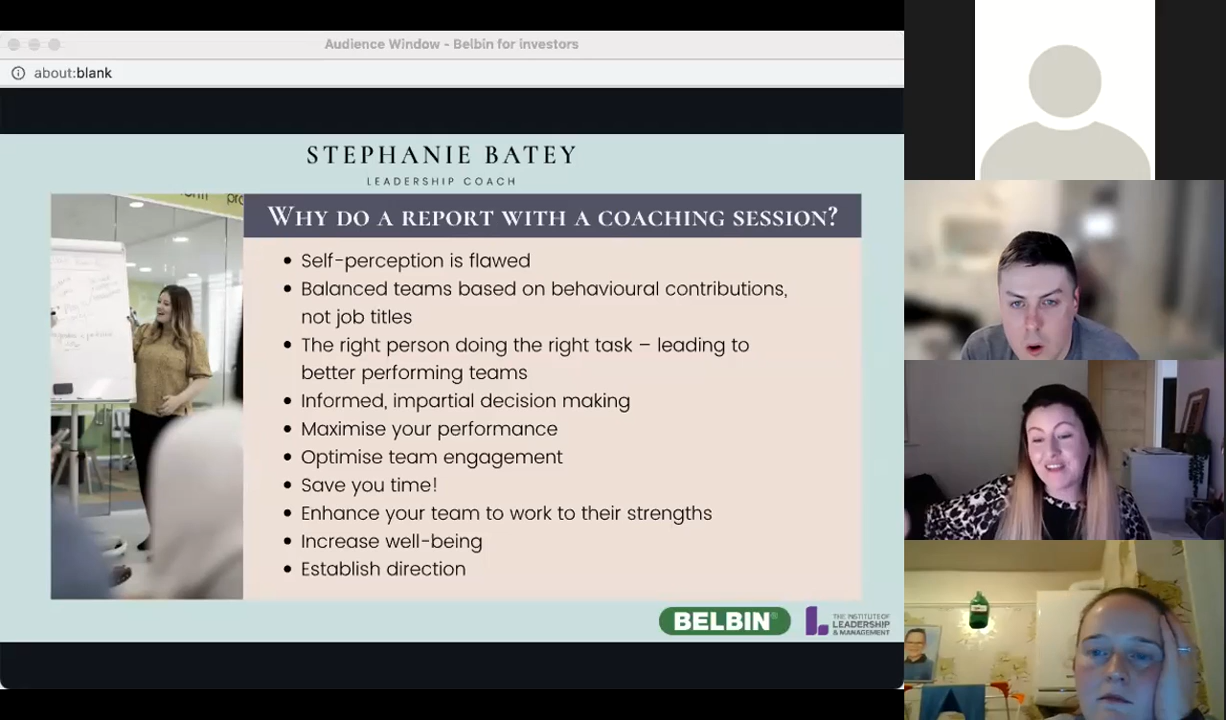 Audience Window - Belbin for investors
about:blank
STEPHANIE BATEY
LEADERSHIP COACH
WHY DO A REPORT WITH A COACHING SESSION?
• Self-perception is flawed
• Balanced teams based on behavioural contributions,
not job titles
• The right person doing the right task – leading to
better performing teams
• Informed, impartial decision making
• Maximise your performance
• Optimise team engagement
• Save you time!
• Enhance your team to work to their strengths
• Increase well-being
• Establish direction
BELBIN®
THE INSTITUTE OF
LEADERSHIP
& MANAGEMENT